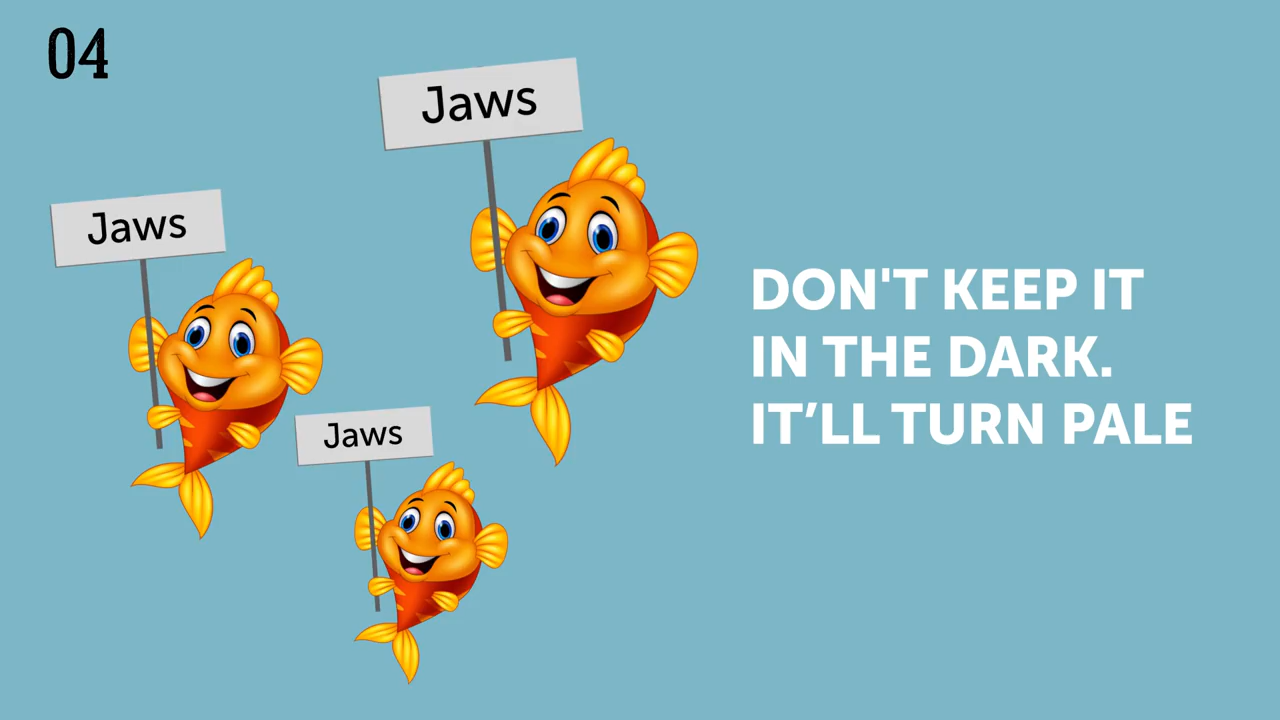 04
Jaws
Jaws
Jaws
DON'T KEEP IT
IN THE DARK.
IT’LL TURN PALE